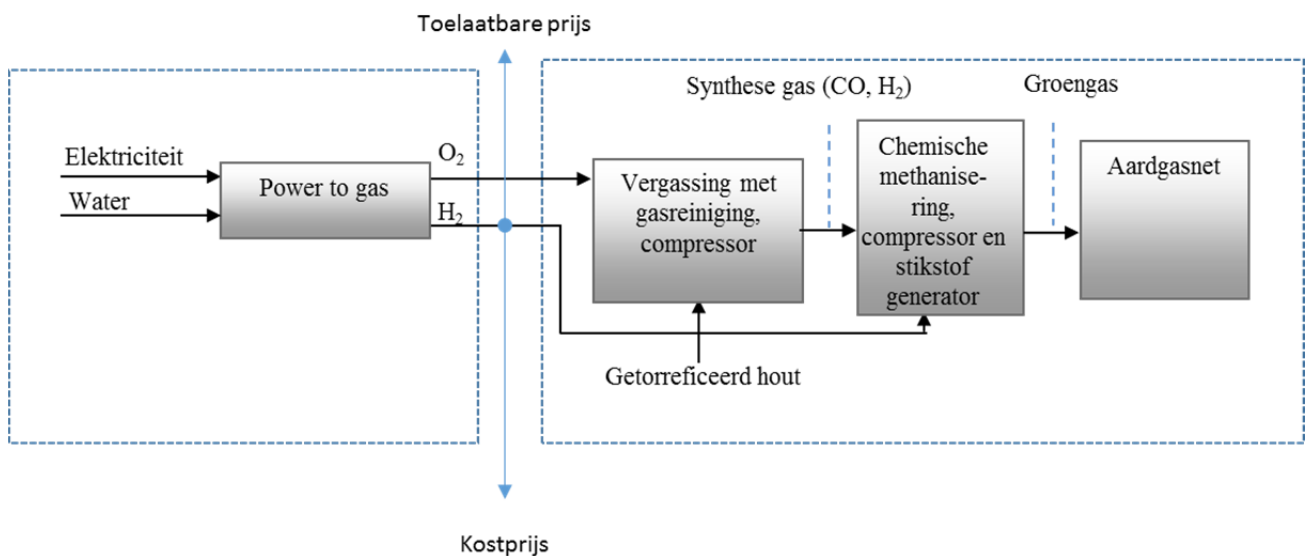 Toelaatbare prijs
Elektriciteit
Water
Power to gas
O2
H2
Synthese gas (CO, H2)
Groengas
Vergassing met
gasreiniging,
compressor
Chemische
methanise-
ring,
compressor en
stikstof
generator
Aardgasnet
Getorreficeerd hout
Kostprijs